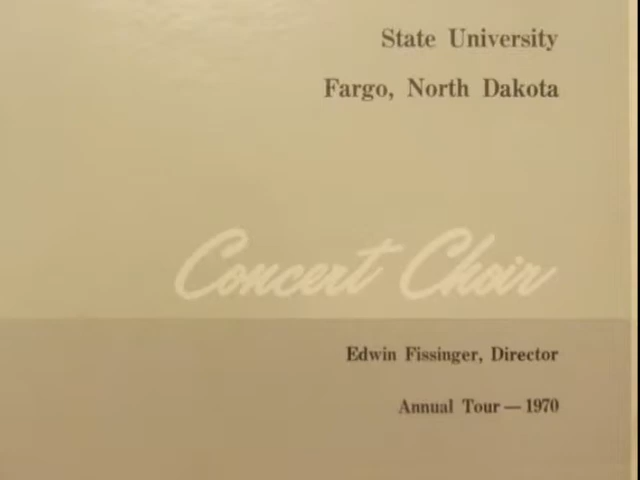 State University
Fargo, North Dakota
Concert Choir
Edwin Fissinger, Director
Annual Tour — 1970